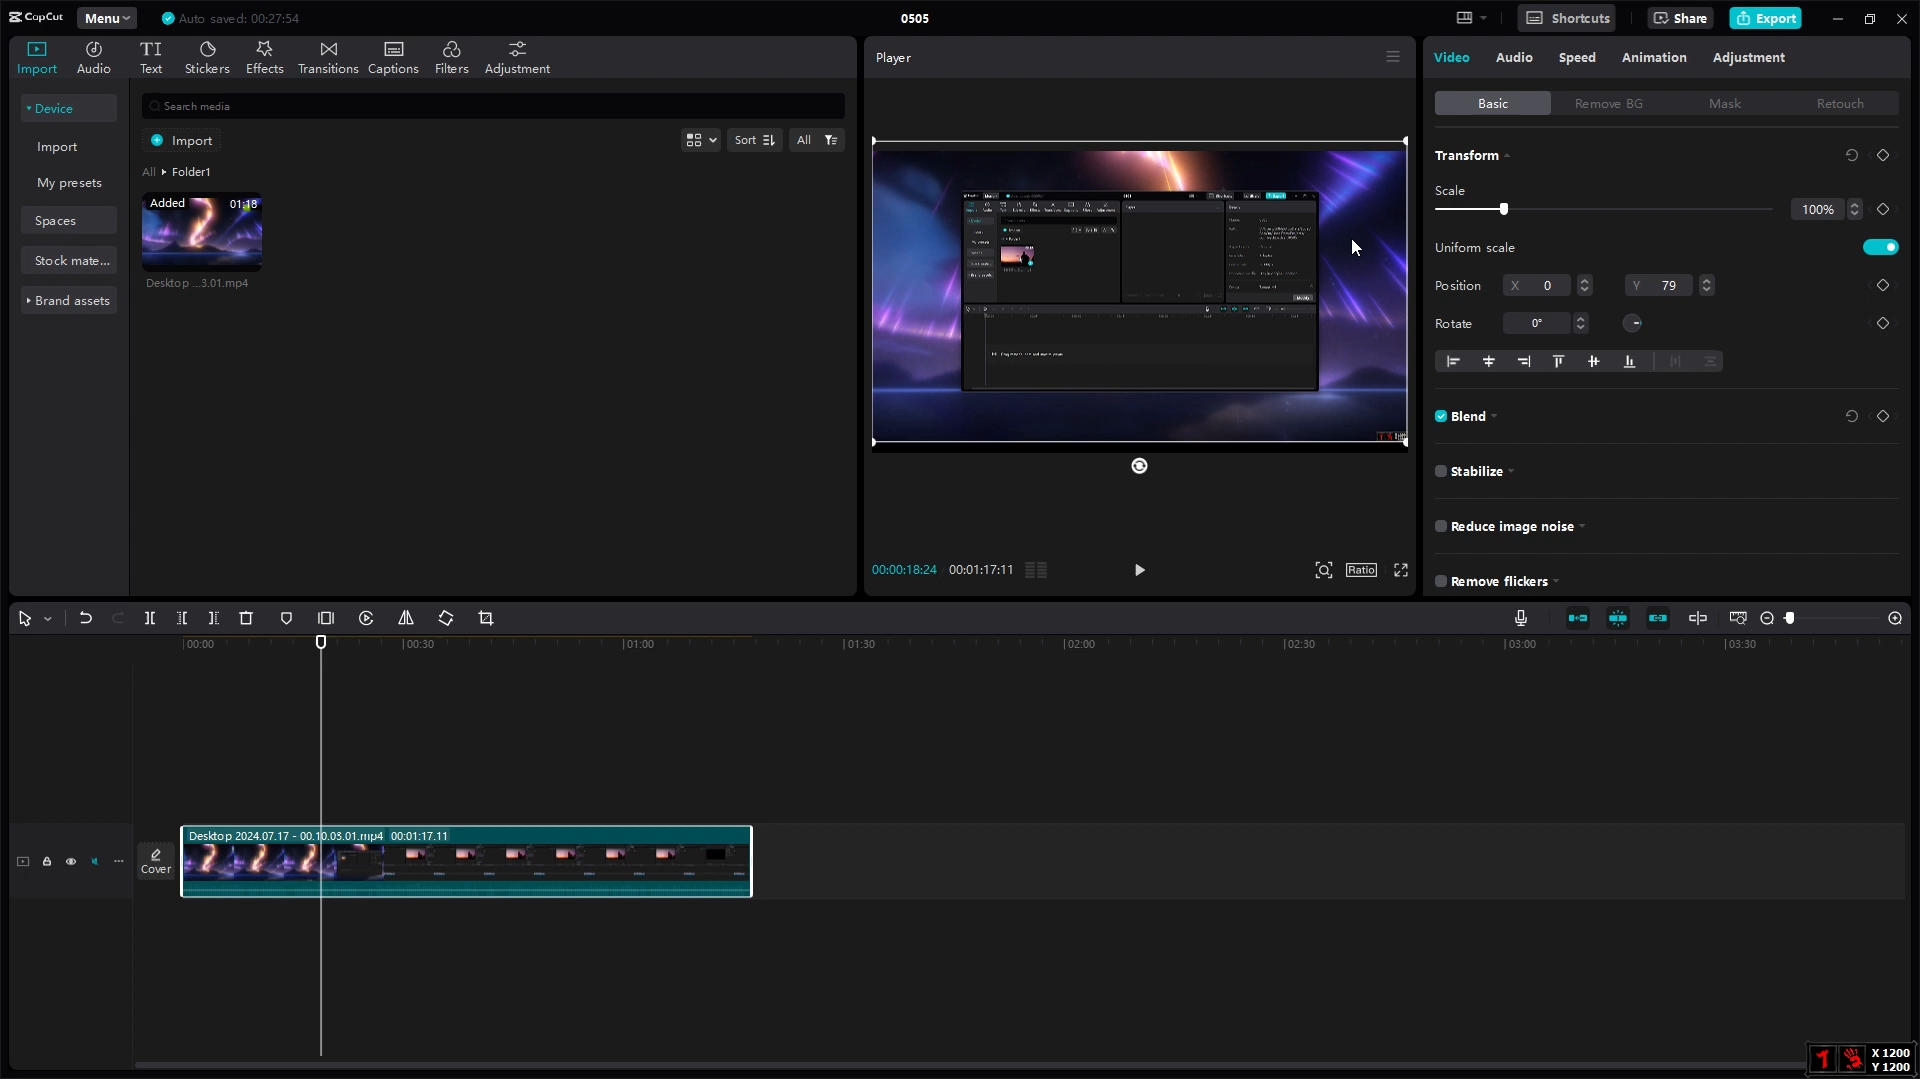 CapCut
Menu
Auto saved: 00:27:54
0505
Shortcuts
Share
Export
Import
Audio
Text
Stickers
Effects
Transitions
Captions
Filters
Adjustment
Player
Video
Audio
Speed
Animation
Adjustment
Device
Import
My presets
Spaces
Stock mate...
Brand assets
Search media
Import
Sort
All
All
Folder1
Added
01:18
Desktop ...3.01.mp4
00:00:18:24
00:01:17:11
Ratio
Basic
Remove BG
Mask
Retouch
Transform
Scale
100%
Uniform scale
Position
X 0
Y 79
Rotate
0°
Blend
Stabilize
Reduce image noise
Remove flickers
00:00
00:30
01:00
01:30
02:00
02:30
03:00
03:30
Cover
Desktop 2024.07.17 - 00.10.03.01.mp4 00:01:17:11
X 1200
Y 1200